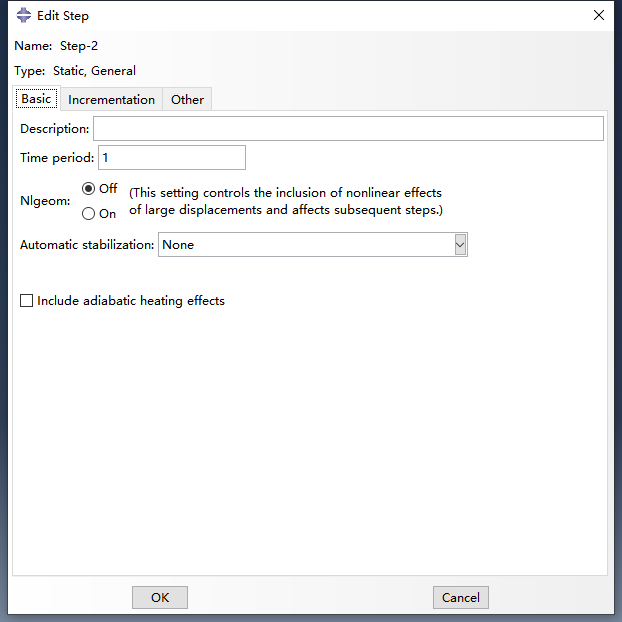 Edit Step
Name: Step-2
Type: Static, General
Basic Incrementation Other
Description:
Time period: 1
Nlgeom: Off On (This setting controls the inclusion of nonlinear effects
of large displacements and affects subsequent steps.)
Automatic stabilization: None
Include adiabatic heating effects
OK Cancel